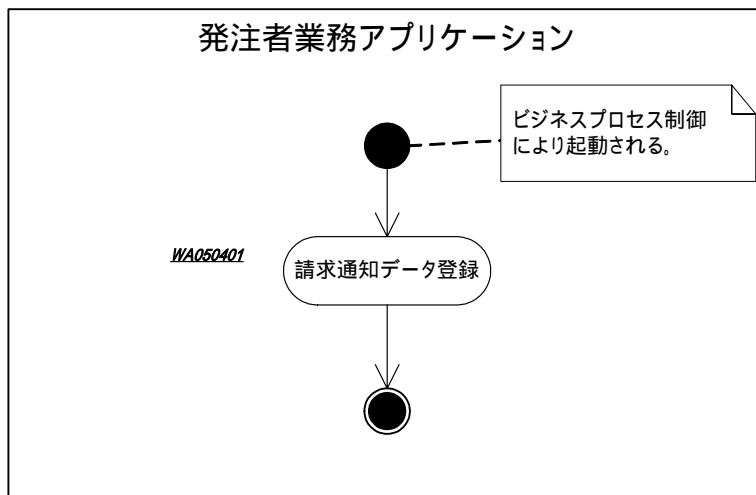 発注者業務アプリケーション
ビジネスプロセス制御
により起動される。
WA050401
請求通知データ登録